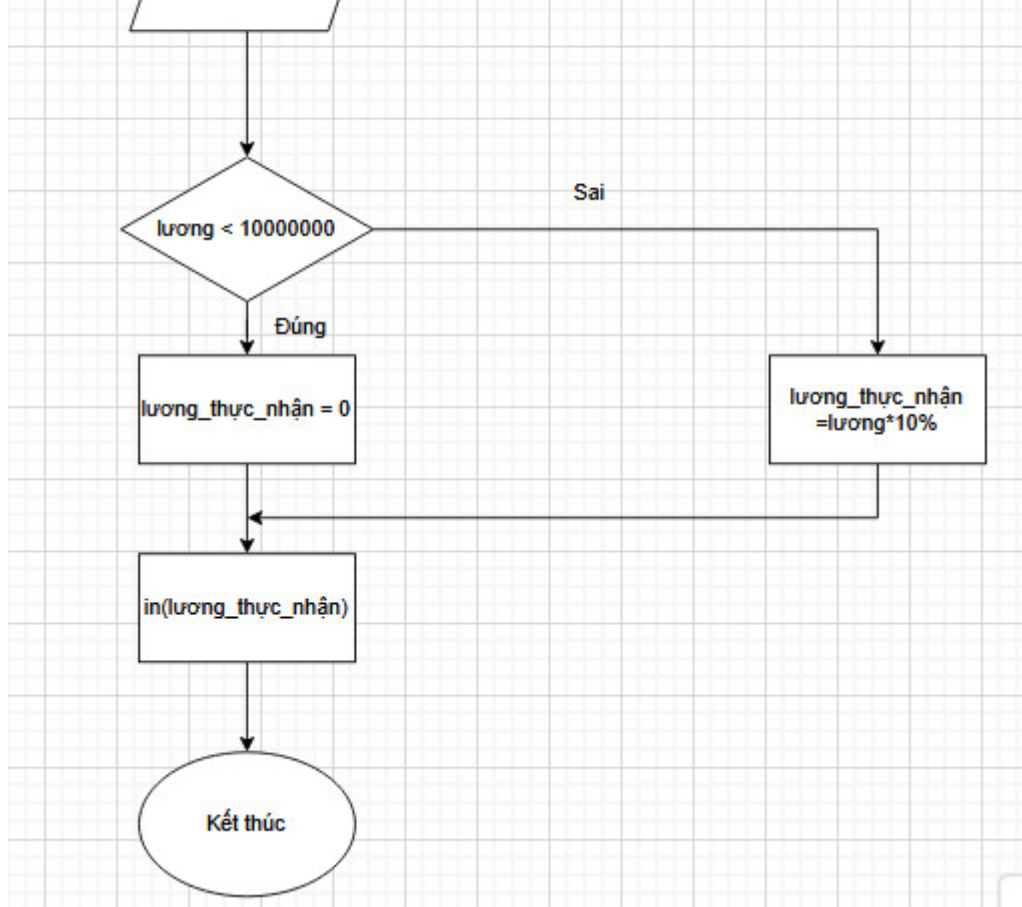 Sai
lương < 10000000
Đúng
lương_thực_nhận = 0
lương_thực_nhận
=lương*10%
in(lương_thực_nhận)
Kết thúc